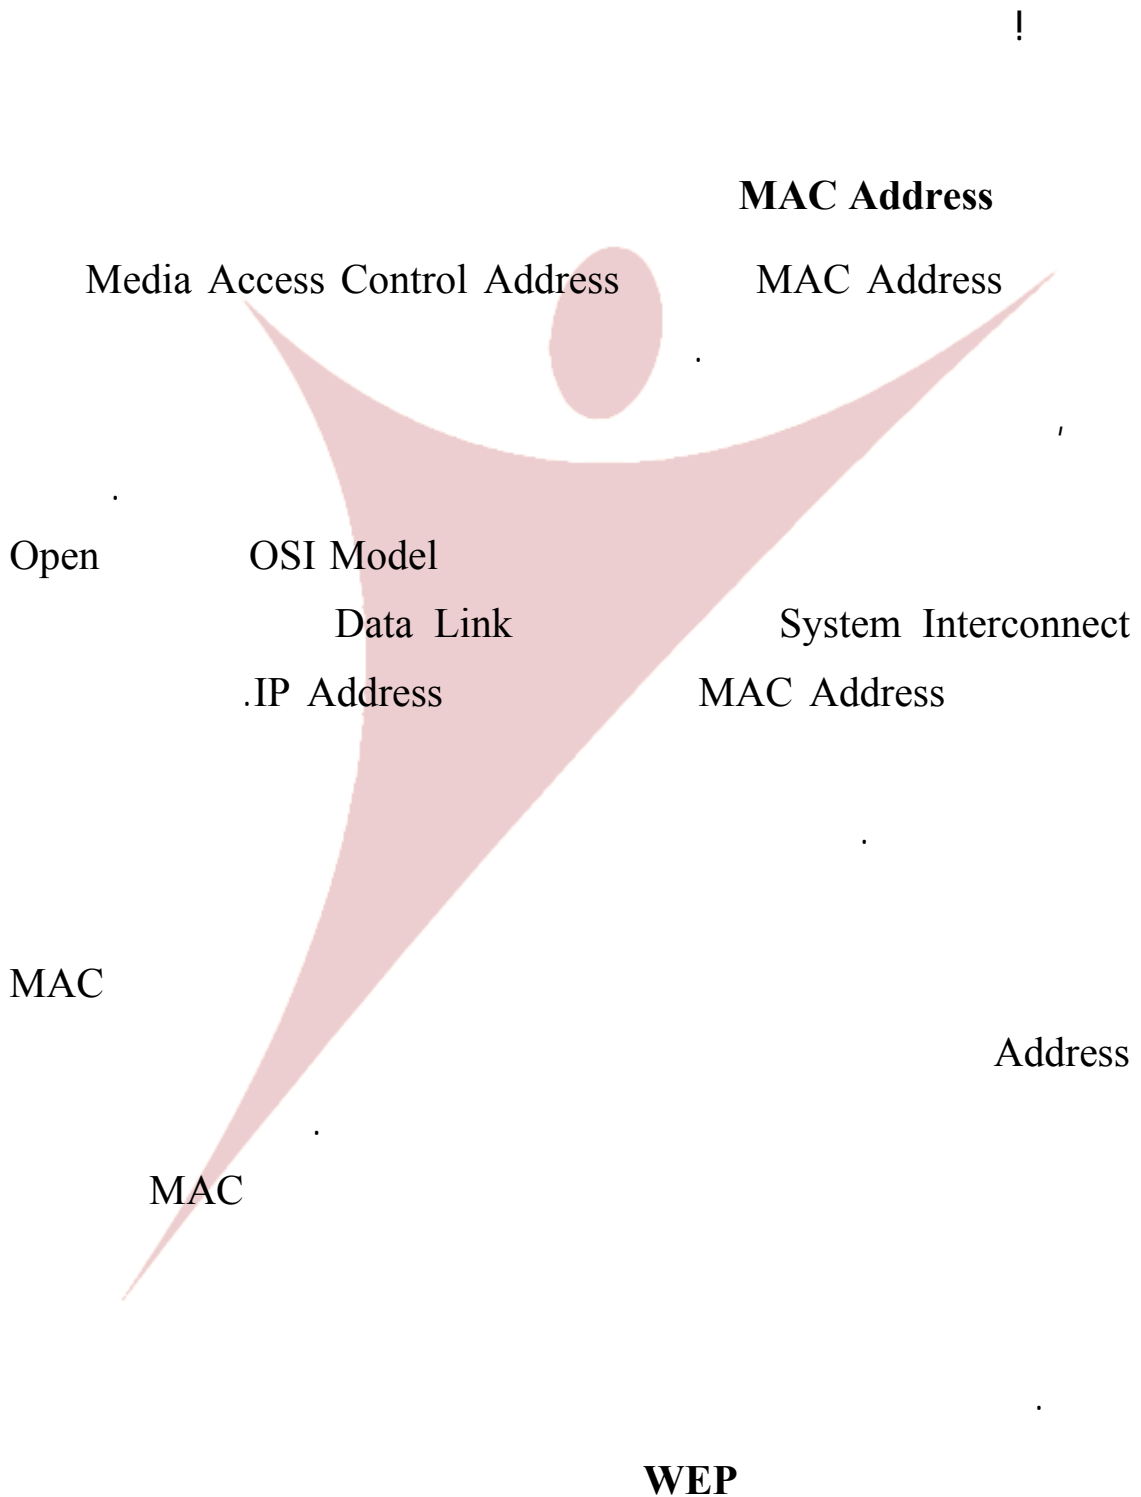 !
MAC Address
MAC Address Media Access Control Address
.
,
.
OSI Model Open
System Interconnect Data Link
MAC Address IP Address.
.
MAC
Address
.
MAC
.
WEP